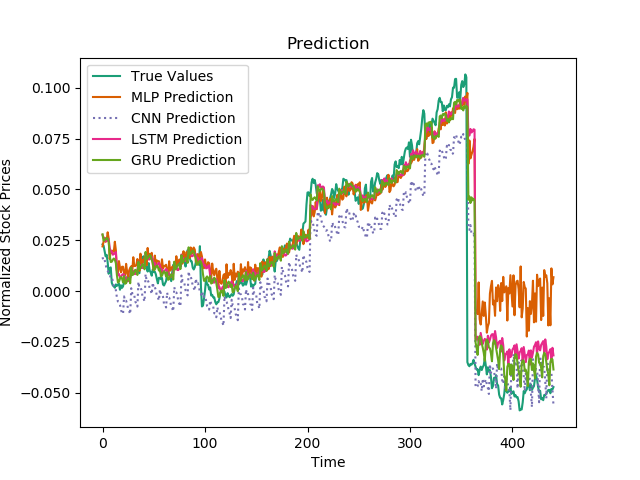 Prediction
True Values
MLP Prediction
CNN Prediction
LSTM Prediction
GRU Prediction
Normalized Stock Prices
0.100
0.075
0.050
0.025
0.000
−0.025
−0.050
0 100 200 300 400
Time